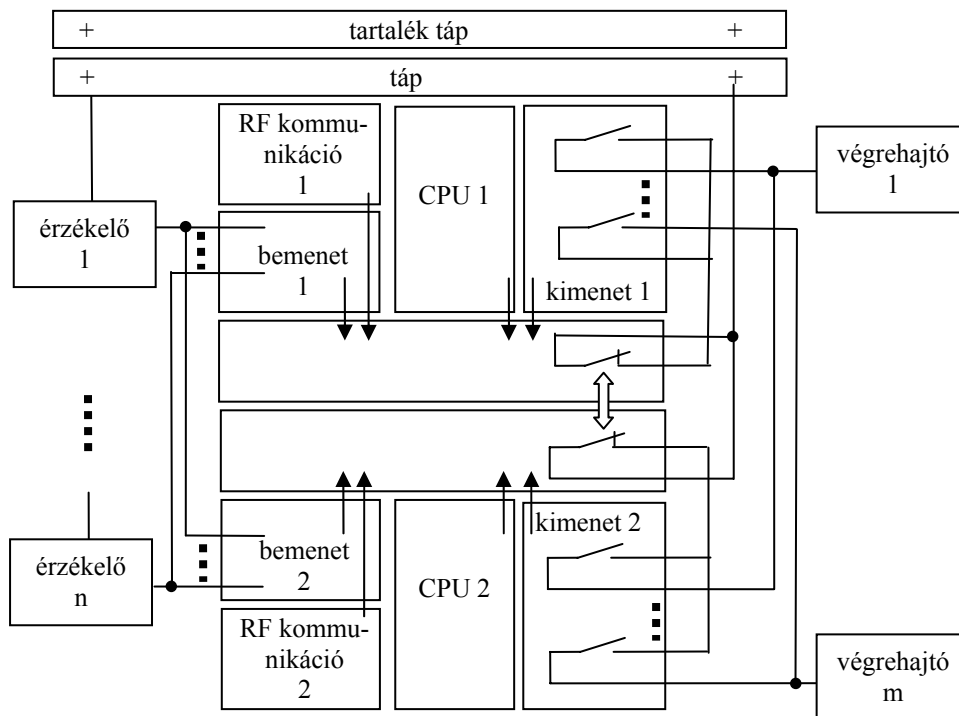 + tartalék táp +
+ táp +
RF kommu-
nikáció
1
CPU 1
kimenet 1
végrehajtó
1
érzékelő
1
bemenet
1
érzékelő
n
bemenet
2
RF kommu-
nikáció
2
CPU 2
kimenet 2
végrehajtó
m